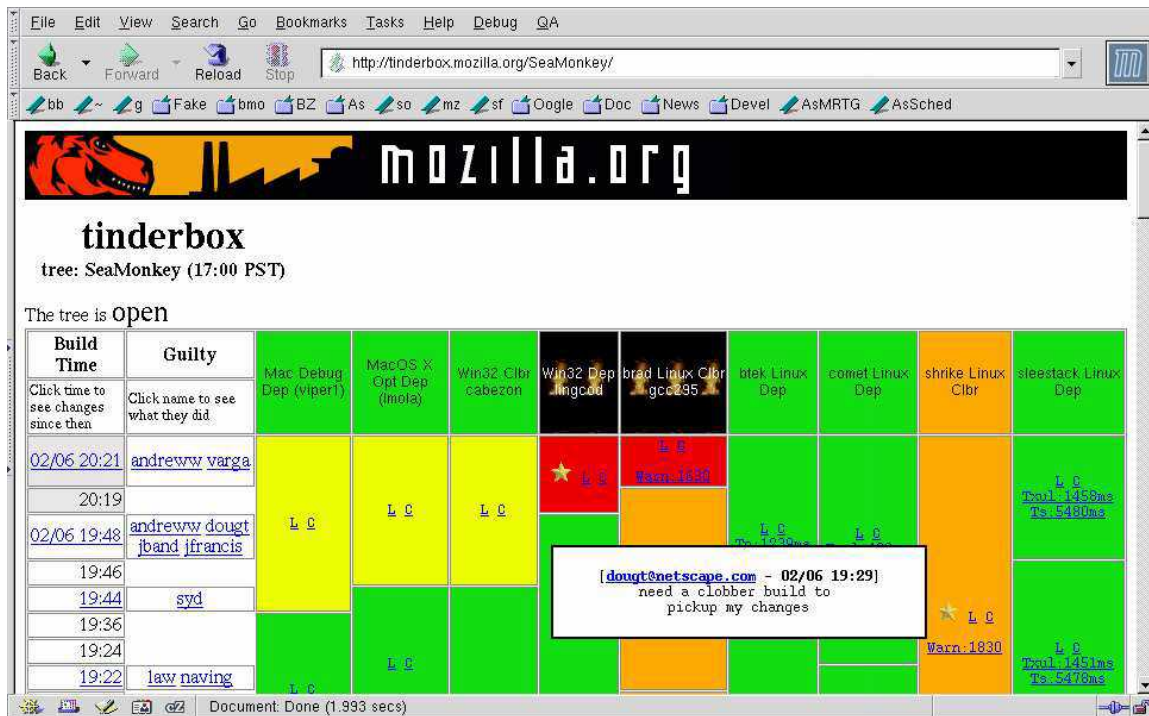 File Edit View Search Go Bookmarks Tasks Help Debug QA
Back Forward Reload Stop http://tinderbox.mozilla.org/SeaMonkey/
bb ~ g Fake bmo BZ As so mz sf Oogle Doc News Devel AsMRTG AsSched
mozilla.org
tinderbox
tree: SeaMonkey (17:00 PST)
The tree is open
Build Time
Click time to see changes since then
Guilty
Click name to see what they did
Mac Debug Dep (viper1)
MacOS X Opt Dep (lmola)
Win32 Clbr cabezon
Win32 Dep lingcod
brad Linux Clbr gcc295
btek Linux Dep
comet Linux Dep
shrike Linux Clbr
sleestack Linux Dep
02/06 20:21 andreww varga
20:19
02/06 19:48 andreww dougt jband jfrancis
19:46
19:44 syd
19:36
19:24
19:22 law naving
L C
L C
L C
L C
L C
L C
Warn:1830
L C
Tp:1239ms
L C
L C
Txul:1458ms
Ts:5480ms
[dougt@netscape.com - 02/06 19:29]
need a clobber build to
pickup my changes
L C
Warn:1830
L C
Txul:1451ms
Ts:5478ms
L C
Document: Done (1.993 secs)